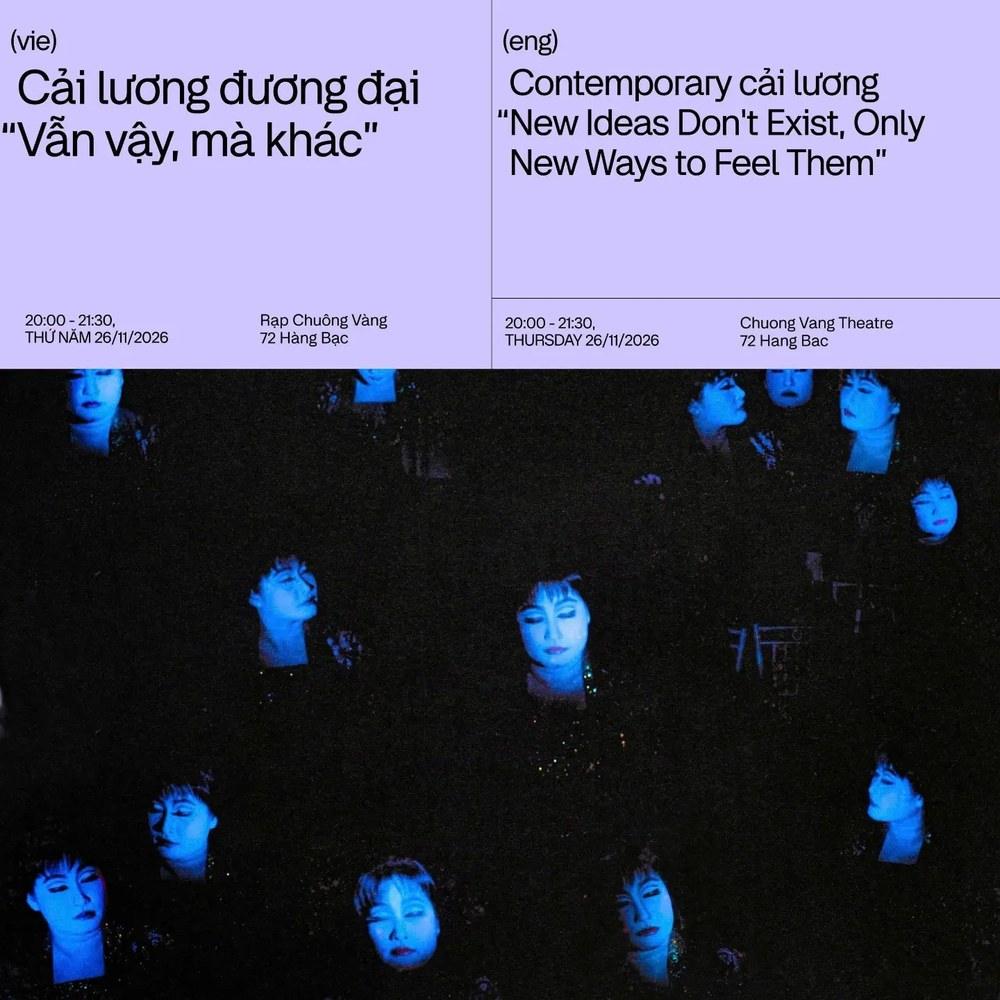 (vie)
Cải lương đương đại
“Vẫn vậy, mà khác”
20:00 - 21:30,
THỨ NĂM 26/11/2026
Rạp Chuông Vàng
72 Hàng Bạc
(eng)
Contemporary cải lương
“New Ideas Don't Exist, Only
New Ways to Feel Them”
20:00 - 21:30,
THURSDAY 26/11/2026
Chuong Vang Theatre
72 Hang Bac